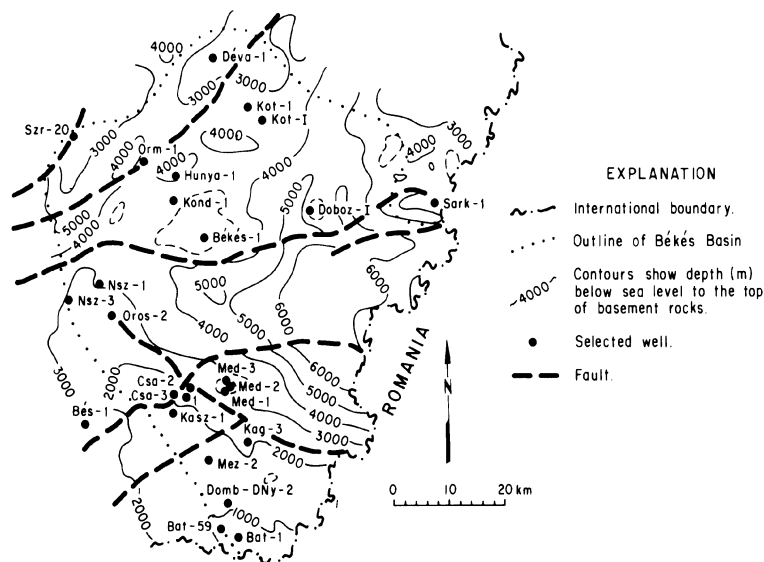 4000
Déva-1
3000
3000
Kot-1
Kot-I
Szr-20
3000
Orm-1
4000
4000
Hunya-1
4000
4000
3000
4000
5000
4000
Kond-1
5000
Doboz-I
Sark-1
Békés-1
Nsz-1
Nsz-3
Oros-2
5000
6000
6000
4000
5000
6000
5000
4000
3000
2000
3000
2000
Csa-2
Csa-3
1
Med-3
Med-2
Med-1
Bés-1
Kasz-1
Kag-3
2000
Mez-2
Domb-DNy-2
2000
1000
Bat-59
Bat-1
ROMANIA
N
0 10 20 km
EXPLANATION
International boundary.
Outline of Békés Basin
4000
Contours show depth (m)
below sea level to the top
of basement rocks.
Selected well.
Fault.